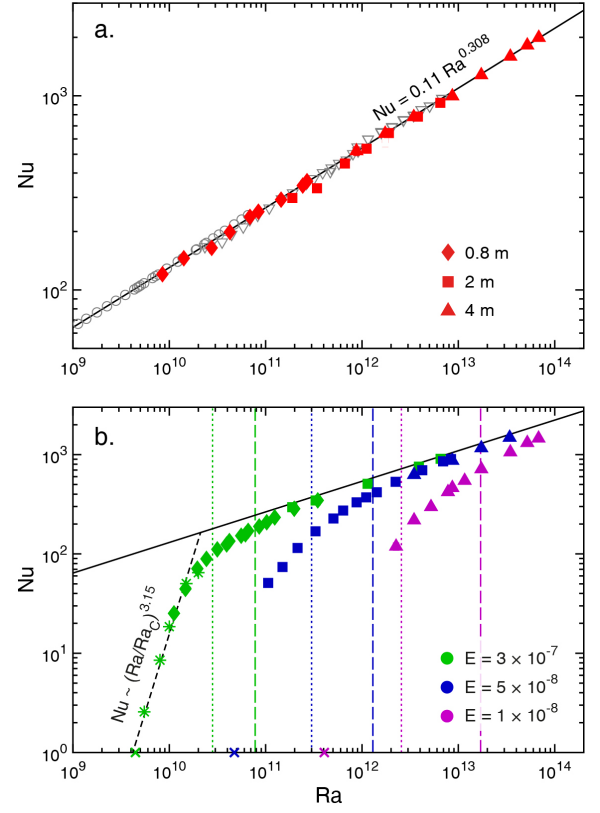 a.
Nu = 0.11 Ra^0.308
10^3
Nu
0.8 m
2 m
4 m
10^2
10^9 10^10 10^11 10^12 10^13 10^14
b.
10^3
10^2
Nu
Nu ~ (Ra/Ra_C)^3.15
10^1
E = 3 × 10^-7
E = 5 × 10^-8
E = 1 × 10^-8
10^0
10^9 10^10 10^11 10^12 10^13 10^14
Ra